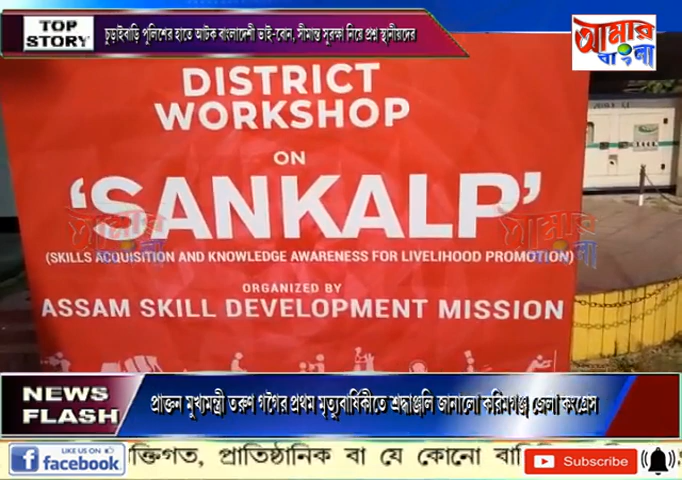 TOP
STORY
চুড়াইবাড়ি পুলিশের হাতে আটক বাংলাদেশী ভাই-বোন, সীমান্ত সুরক্ষা নিয়ে প্রশ্ন স্থানীয়দের
আমার
বাংলা
DISTRICT
WORKSHOP
ON
'SANKALP'
(SKILLS ACQUISITION AND KNOWLEDGE AWARENESS FOR LIVELIHOOD PROMOTION)
ORGANIZED BY
ASSAM SKILL DEVELOPMENT MISSION
NEWS
FLASH
প্রাক্তন মুখ্যমন্ত্রী তরুণ গগৈর প্রথম মৃত্যুবার্ষিকীতে শ্রদ্ধাঞ্জলি জানালো করিমগঞ্জ জেলা কংগ্রেস
LIKE US ON
facebook
ক্তিগত, প্রাতিষ্ঠানিক বা যে কোনো
Subscribe